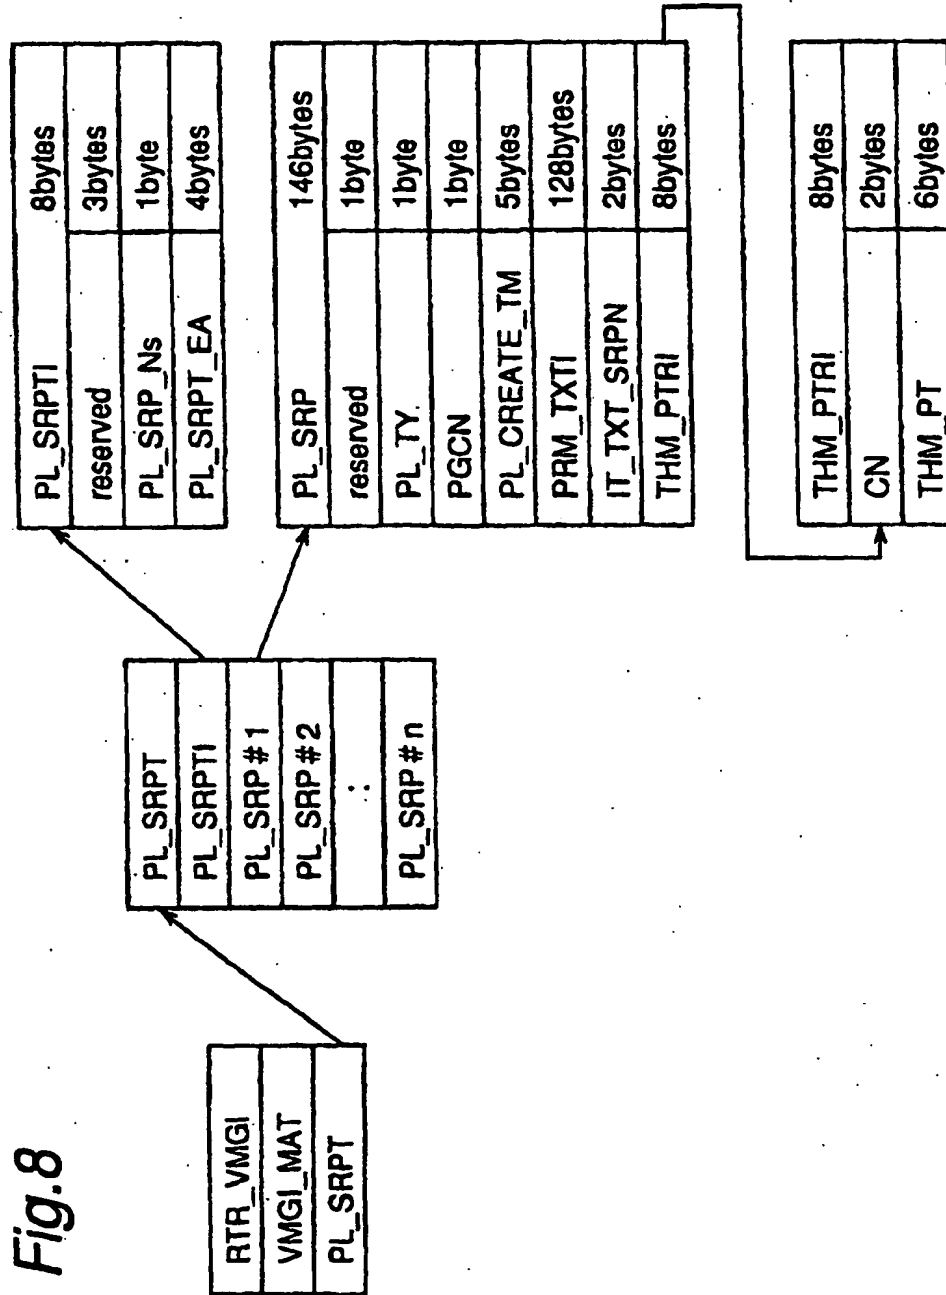 Fig.8
RTR_VMGI
VMGI_MAT
PL_SRPT
PL_SRPT
PL_SRPTI
PL_SRP#1
PL_SRP#2
:
PL_SRP#n
PL_SRPTI 8bytes
reserved 3bytes
PL_SRP_Ns 1byte
PL_SRPT_EA 4bytes
PL_SRP 146bytes
reserved 1byte
PL_TY 1byte
PGCN 1byte
PL_CREATE_TM 5bytes
PRM_TXTI 128bytes
IT_TXT_SRPN 2bytes
THM_PTRI 8bytes
THM_PTRI 8bytes
CN 2bytes
THM_PT 6bytes